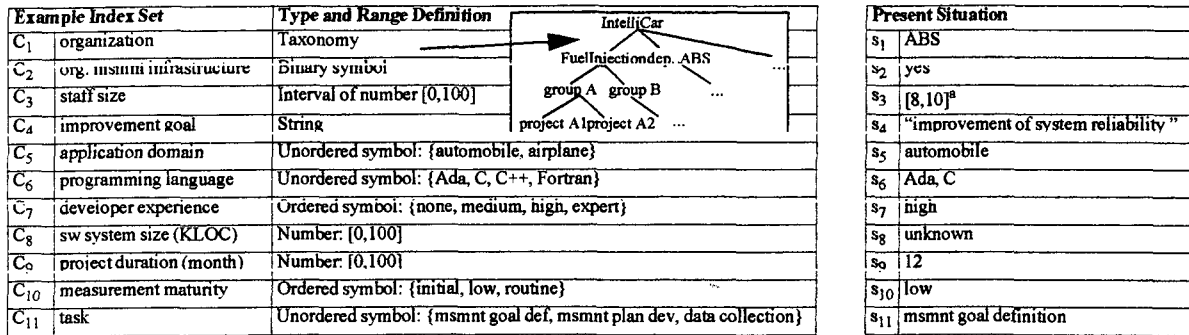 Example Index Set Type and Range Definition
C1 organization Taxonomy
C2 org. msmnt infrastructure Binary symbol
C3 staff size Interval of number [0,100]
C4 improvement goal String
C5 application domain Unordered symbol: {automobile, airplane}
C6 programming language Unordered symbol: {Ada, C, C++, Fortran}
C7 developer experience Ordered symbol: {none, medium, high, expert}
C8 sw system size (KLOC) Number: [0,100]
C9 project duration (month) Number: [0,100]
C10 measurement maturity Ordered symbol: {initial, low, routine}
C11 task Unordered symbol: {msmnt goal def, msmnt plan dev, data collection}
IntelliCar
FuelInjectiondep. ABS ...
group A group B ...
project A1 project A2 ...
Present Situation
s1 ABS
s2 yes
s3 [8,10]a
s4 “improvement of system reliability ”
s5 automobile
s6 Ada, C
s7 high
s8 unknown
s9 12
s10 low
s11 msmnt goal definition